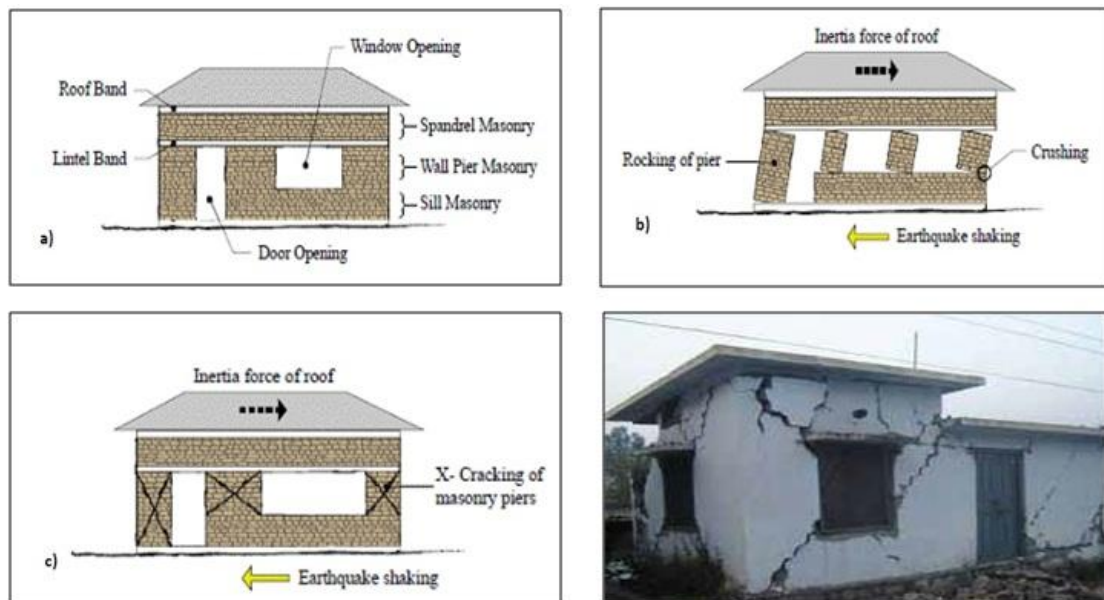 Window Opening
Roof Band
Spandrel Masonry
Lintel Band
Wall Pier Masonry
Sill Masonry
a)
Door Opening
Inertia force of roof
Rocking of pier
Crushing
b)
Earthquake shaking
Inertia force of roof
X- Cracking of
masonry piers
c)
Earthquake shaking